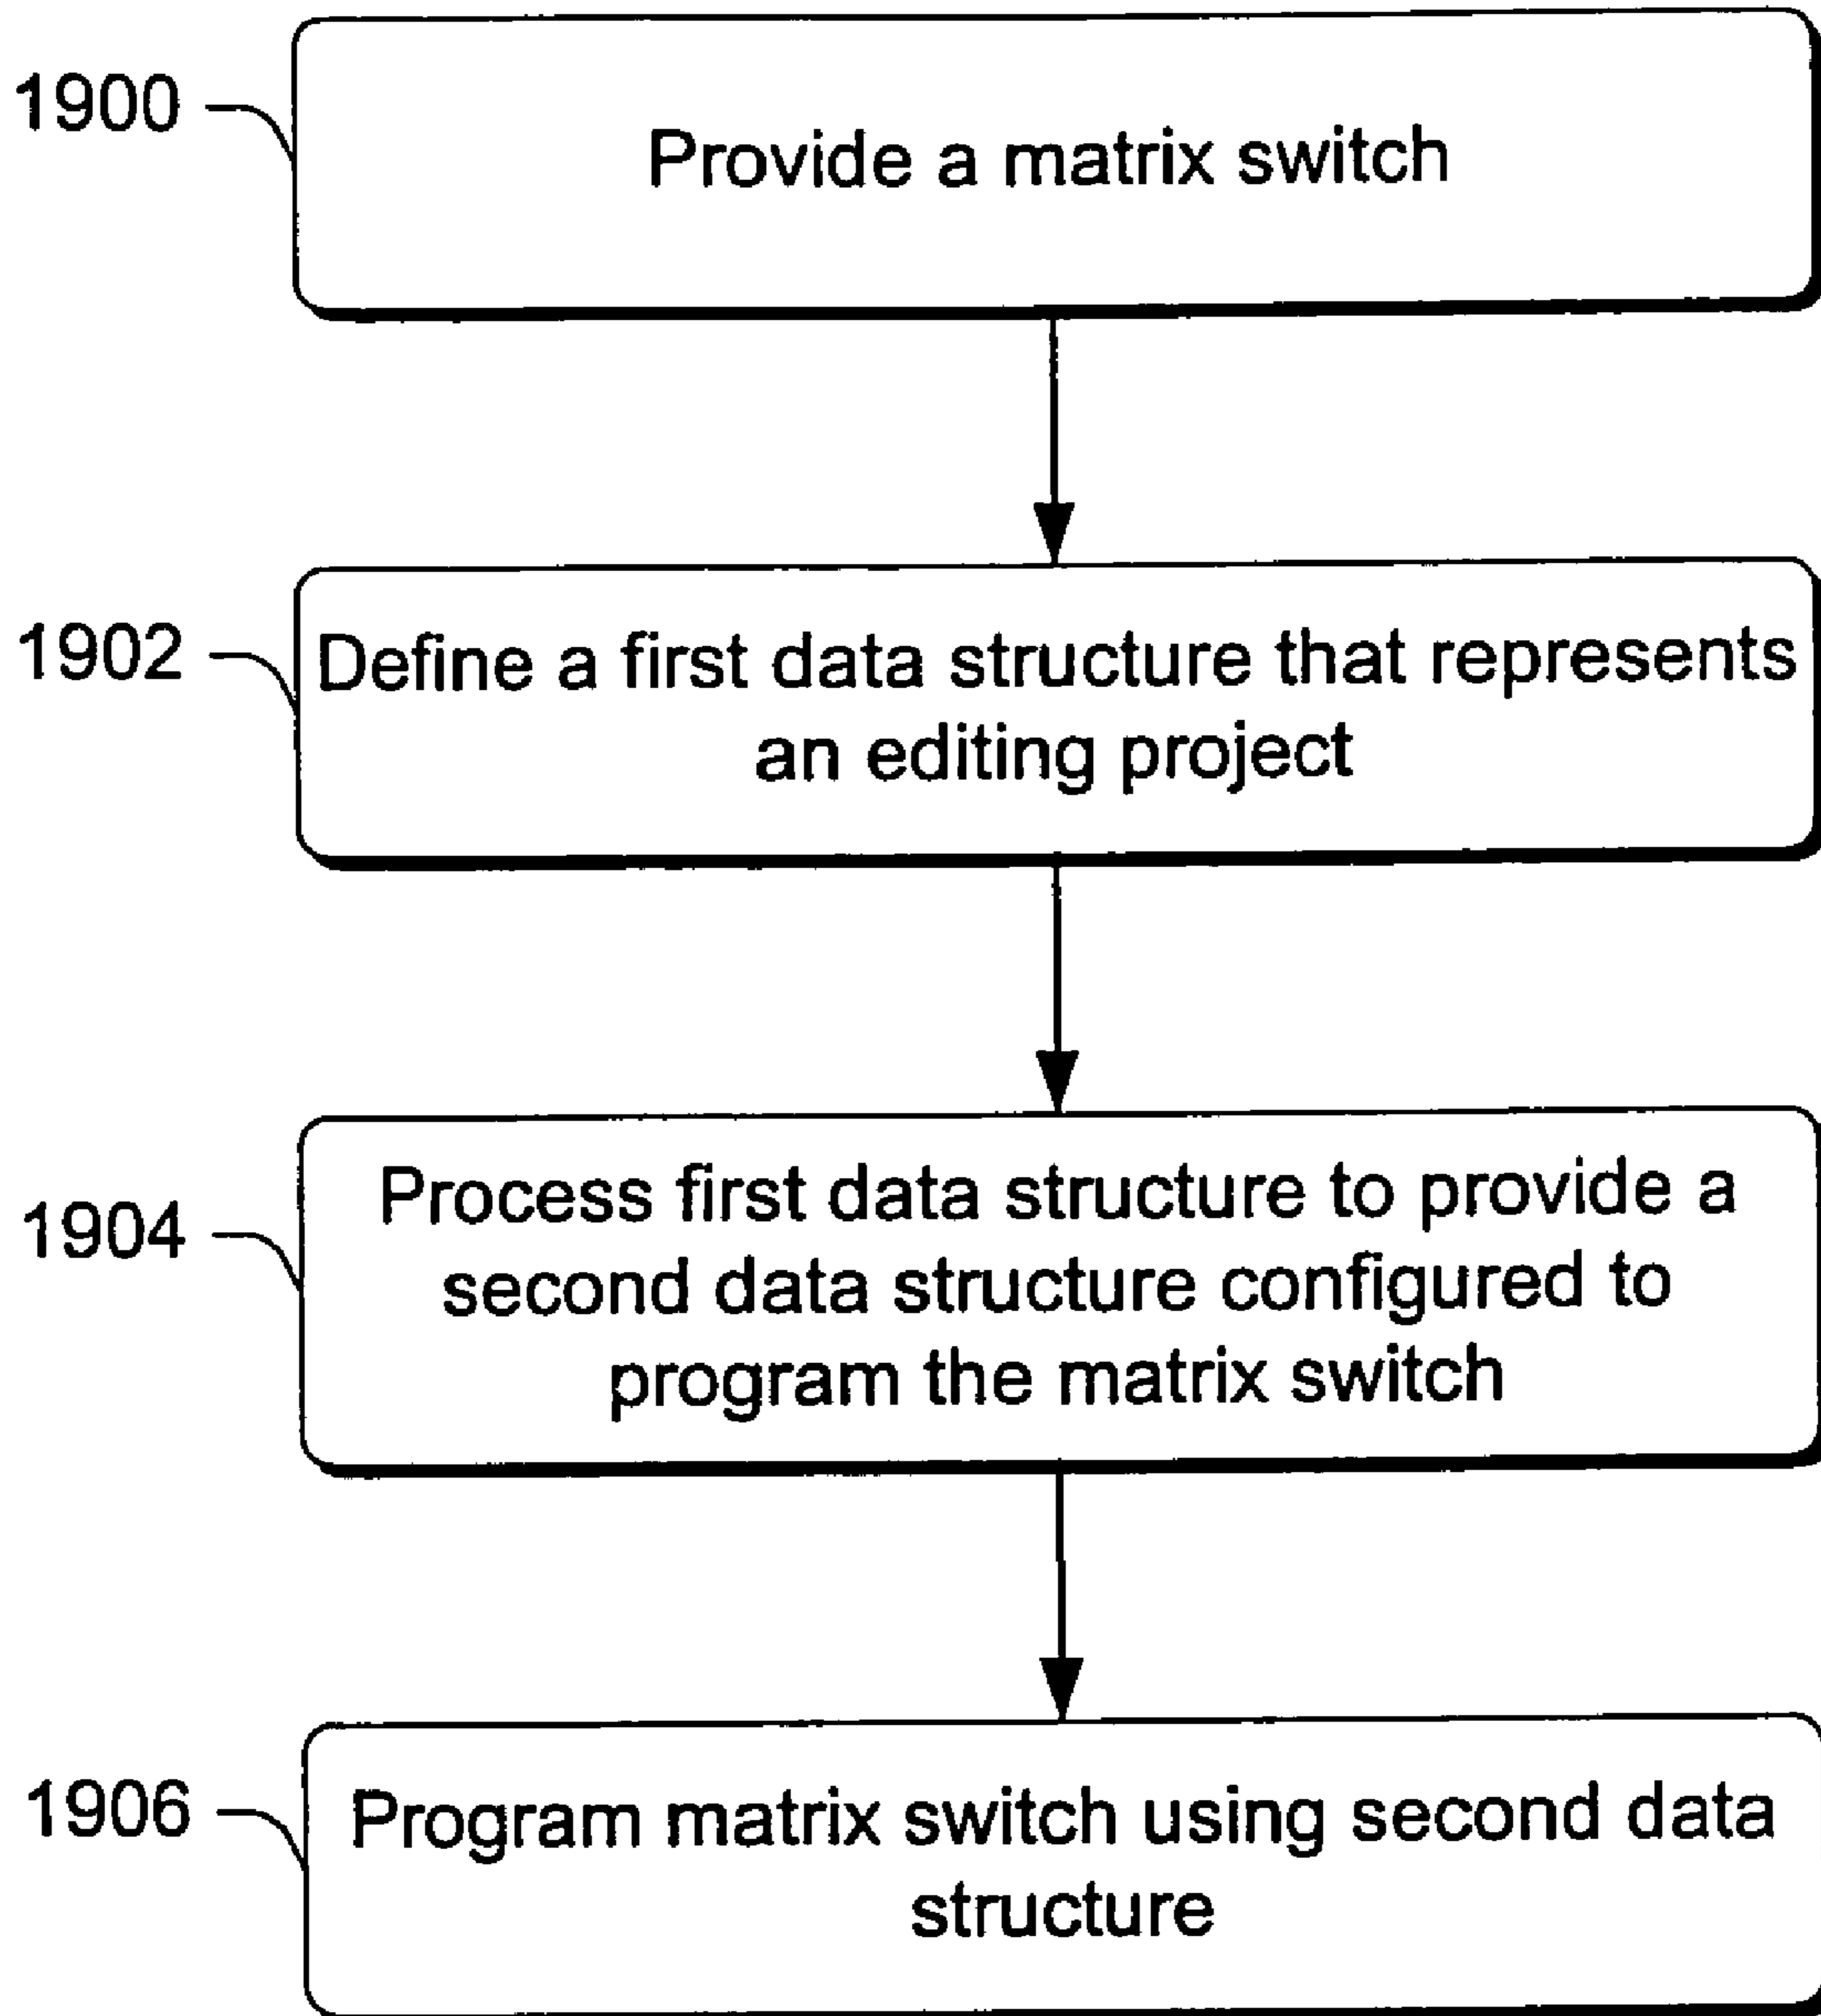 1900
Provide a matrix switch
1902
Define a first data structure that represents
an editing project
1904
Process first data structure to provide a
second data structure configured to
program the matrix switch
1906
Program matrix switch using second data
structure